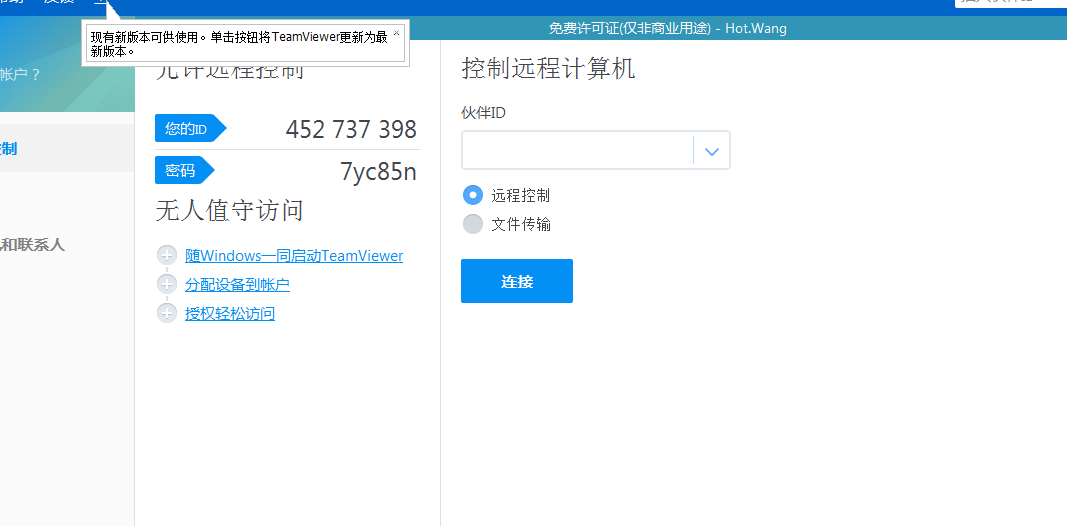 反馈
免费许可证(仅非商业用途) - Hot.Wang
现有新版本可供使用。单击按钮将TeamViewer更新为最
新版本。
帐户？
允许远程控制
控制远程计算机
伙伴ID
您的ID
452 737 398
密码
7yc85n
远程控制
文件传输
无人值守访问
制
和联系人
随Windows一同启动TeamViewer
分配设备到帐户
授权轻松访问
连接